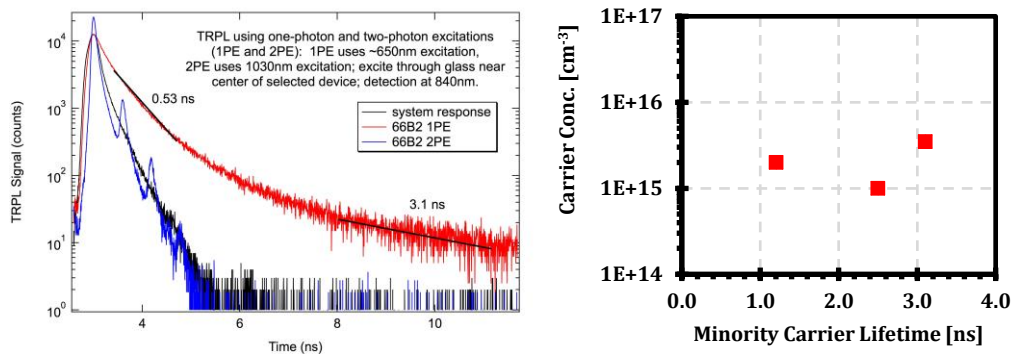 TRPL using one-photon and two-photon excitations
(1PE and 2PE): 1PE uses ~650nm excitation,
2PE uses 1030nm excitation; excite through glass near
center of selected device; detection at 840nm.
0.53 ns
system response
66B2 1PE
66B2 2PE
3.1 ns
TRPL Signal (counts)
10^4
10^3
10^2
10^1
10^0
4
6
8
10
Time (ns)
Carrier Conc. [cm^-3]
1E+17
1E+16
1E+15
1E+14
0.0
1.0
2.0
3.0
4.0
Minority Carrier Lifetime [ns]